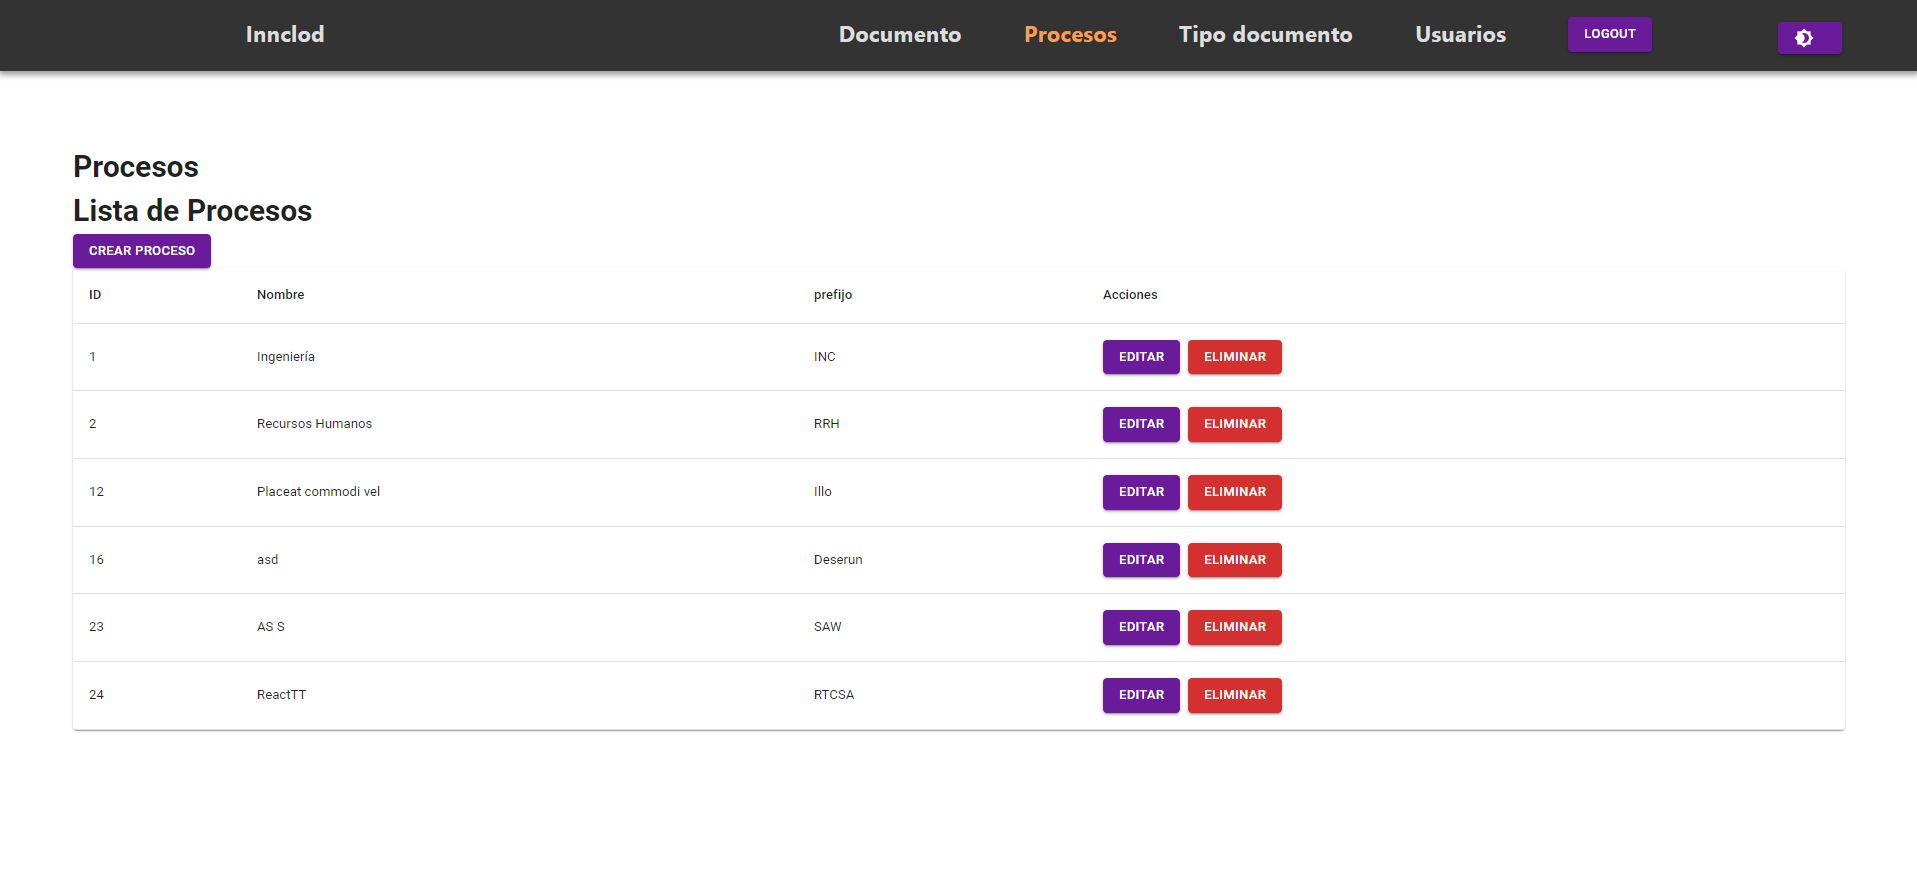 Innclod Documento Procesos Tipo documento Usuarios LOGOUT
Procesos
Lista de Procesos
CREAR PROCESO
ID Nombre prefijo Acciones
1 Ingeniería INC EDITAR ELIMINAR
2 Recursos Humanos RRH EDITAR ELIMINAR
12 Placeat commodi vel Illo EDITAR ELIMINAR
16 asd Deserun EDITAR ELIMINAR
23 AS S SAW EDITAR ELIMINAR
24 ReactTT RTCSA EDITAR ELIMINAR